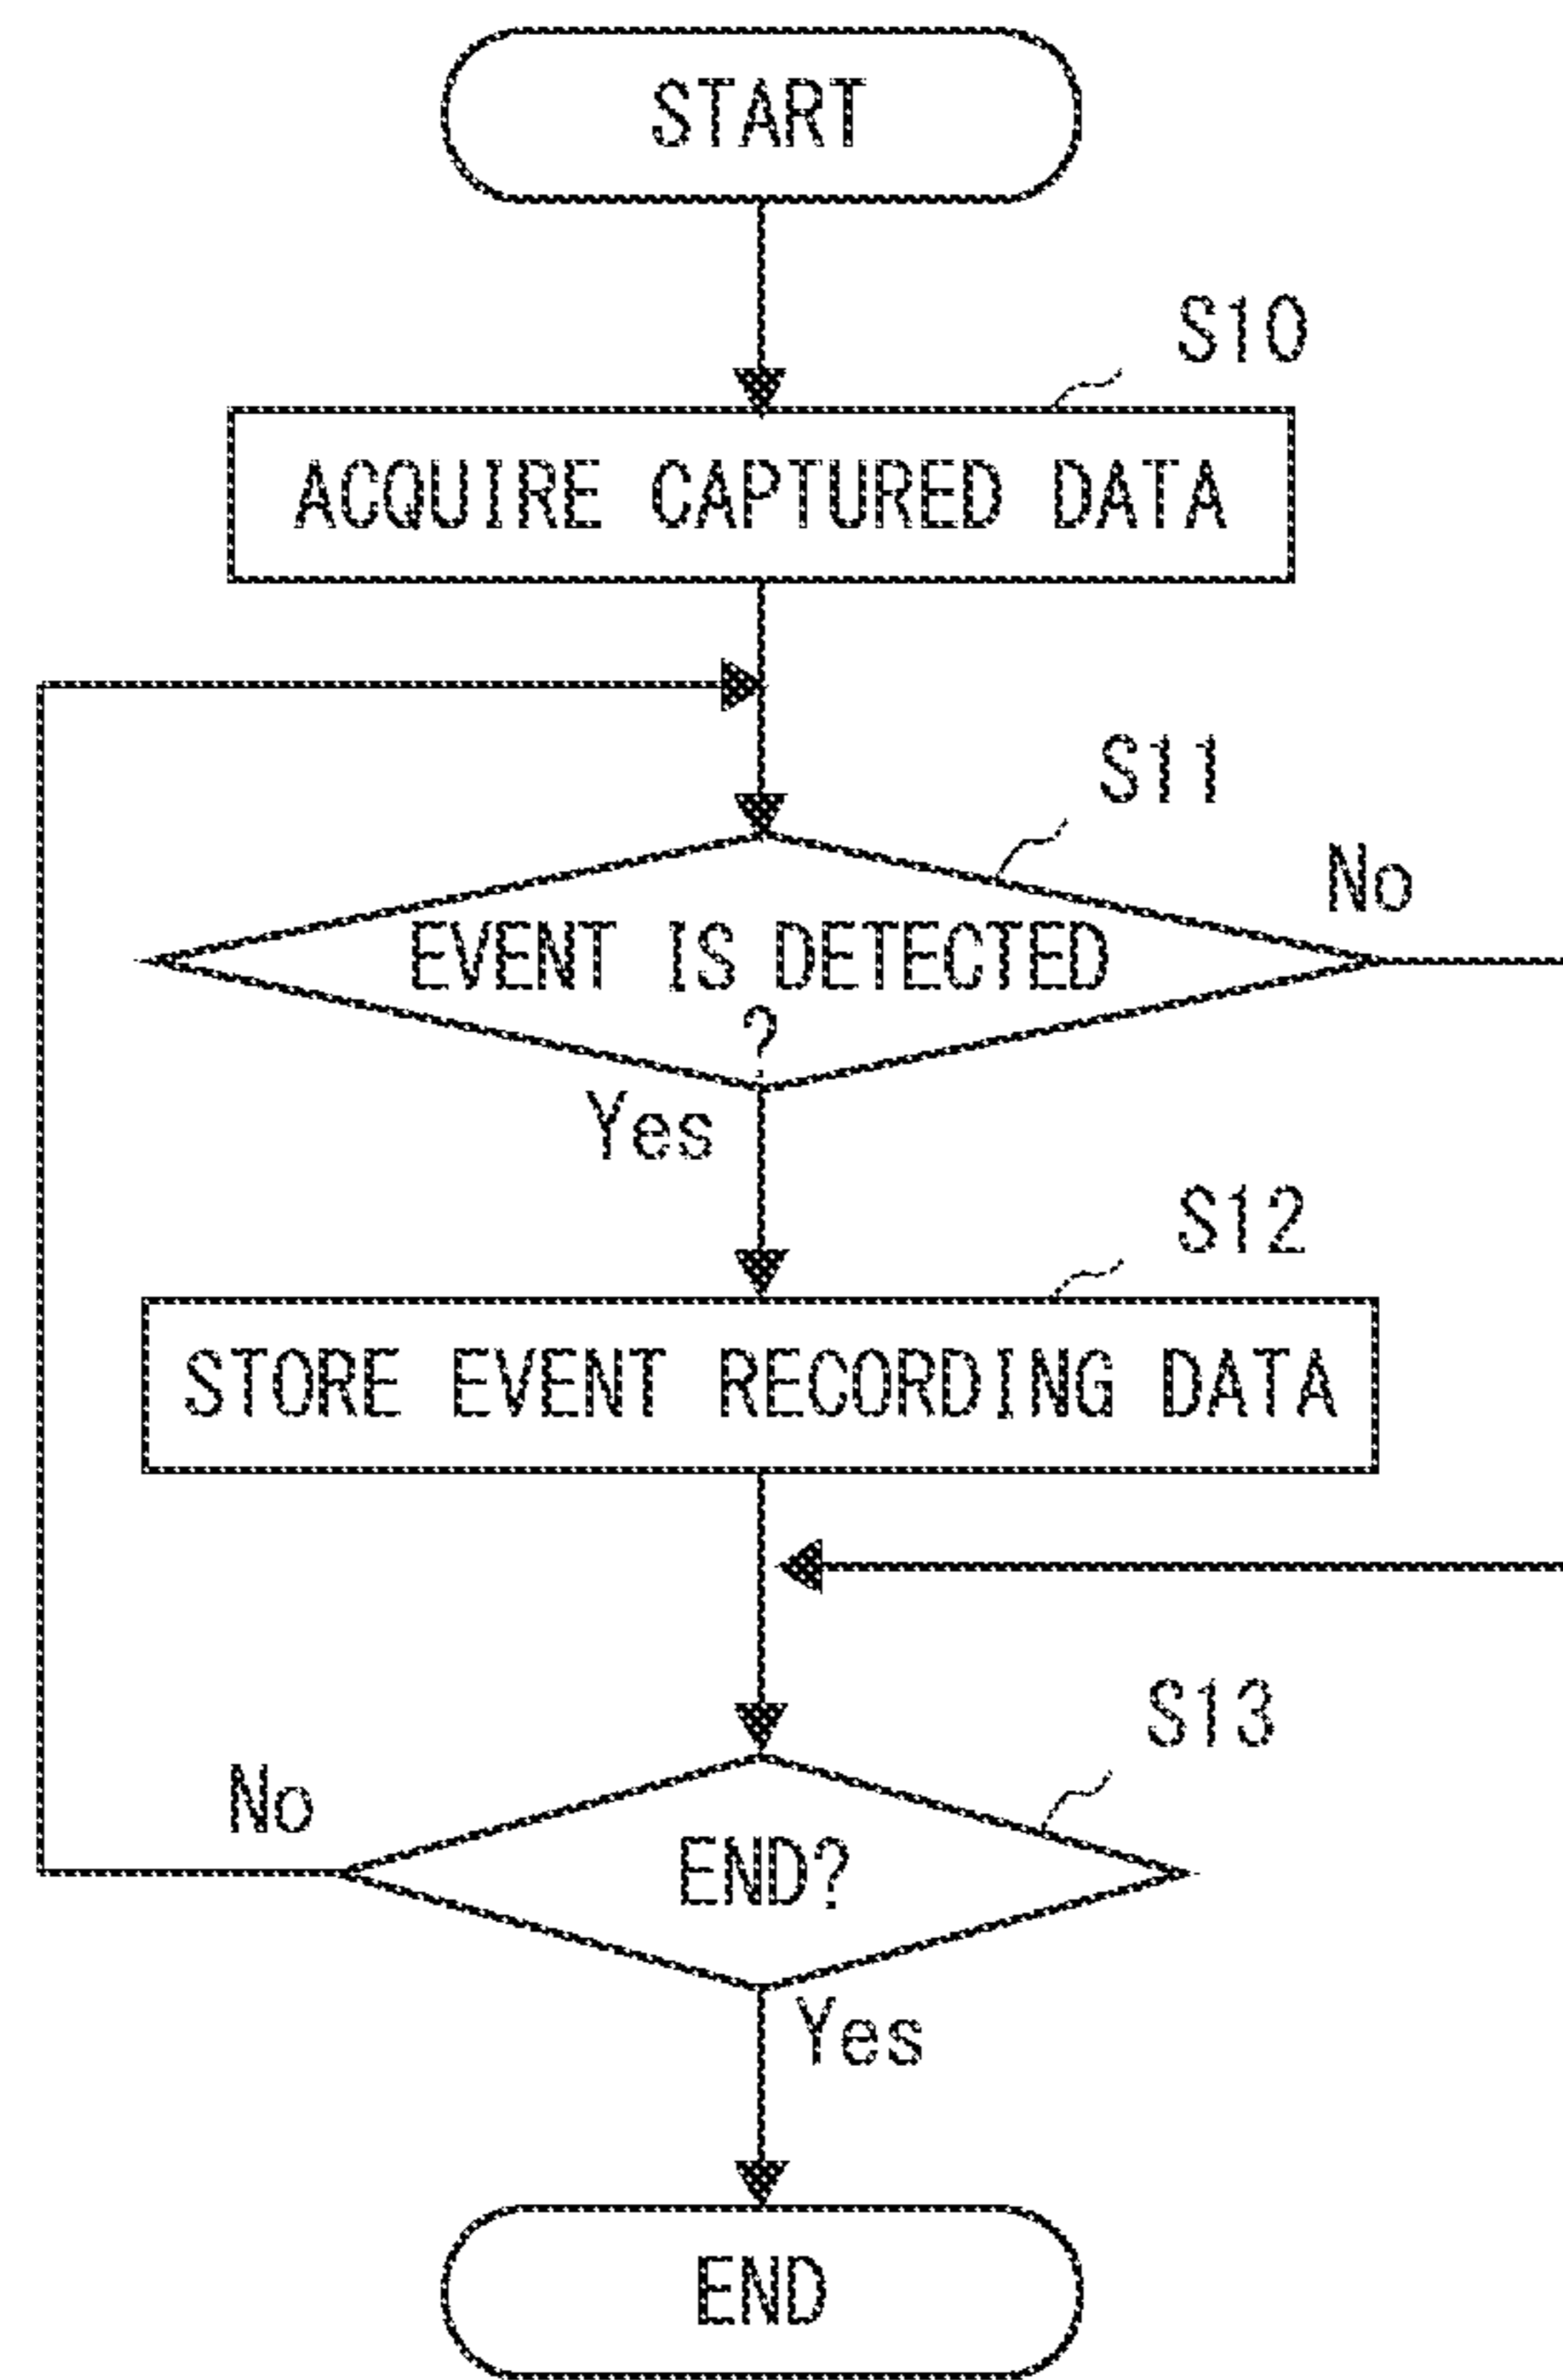 START
S10
ACQUIRE CAPTURED DATA
S11
No
EVENT IS DETECTED
?
Yes
S12
STORE EVENT RECORDING DATA
S13
No
END?
Yes
END